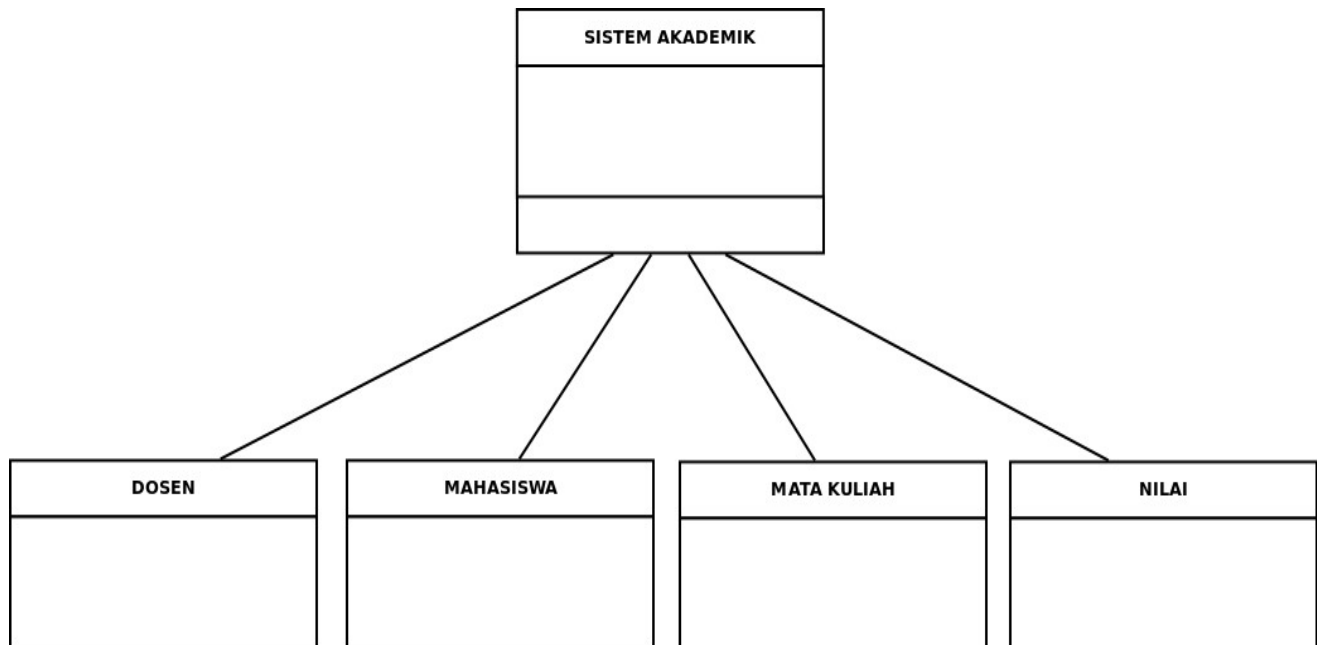 SISTEM AKADEMIK
DOSEN
MAHASISWA
MATA KULIAH
NILAI